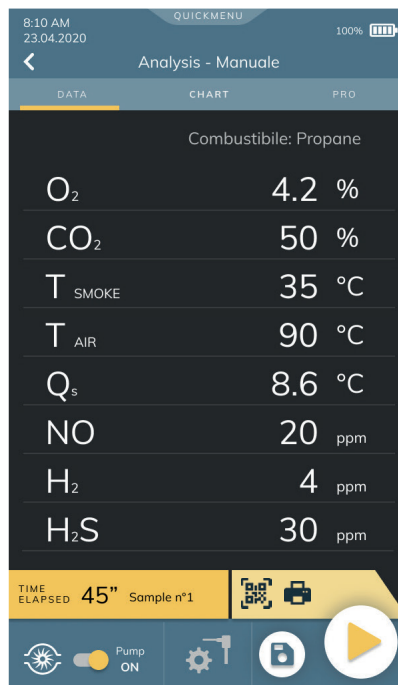 8:10 AM
23.04.2020
QUICKMENU
100%
Analysis - Manuale
DATA CHART PRO
Combustibile: Propane
O₂ 4.2 %
CO₂ 50 %
T SMOKE 35 °C
T AIR 90 °C
Qs 8.6 °C
NO 20 ppm
H₂ 4 ppm
H₂S 30 ppm
TIME
ELAPSED 45” Sample n°1
Pump
ON